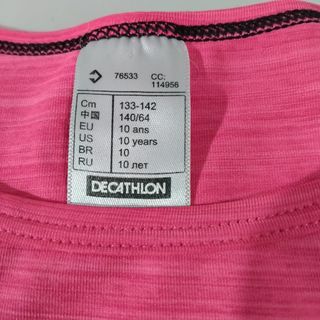 76533 CC: 114956
Cm 133-142
中国 140/64
EU 10 ans
US 10 years
BR 10
RU 10 лет
DECATHLON